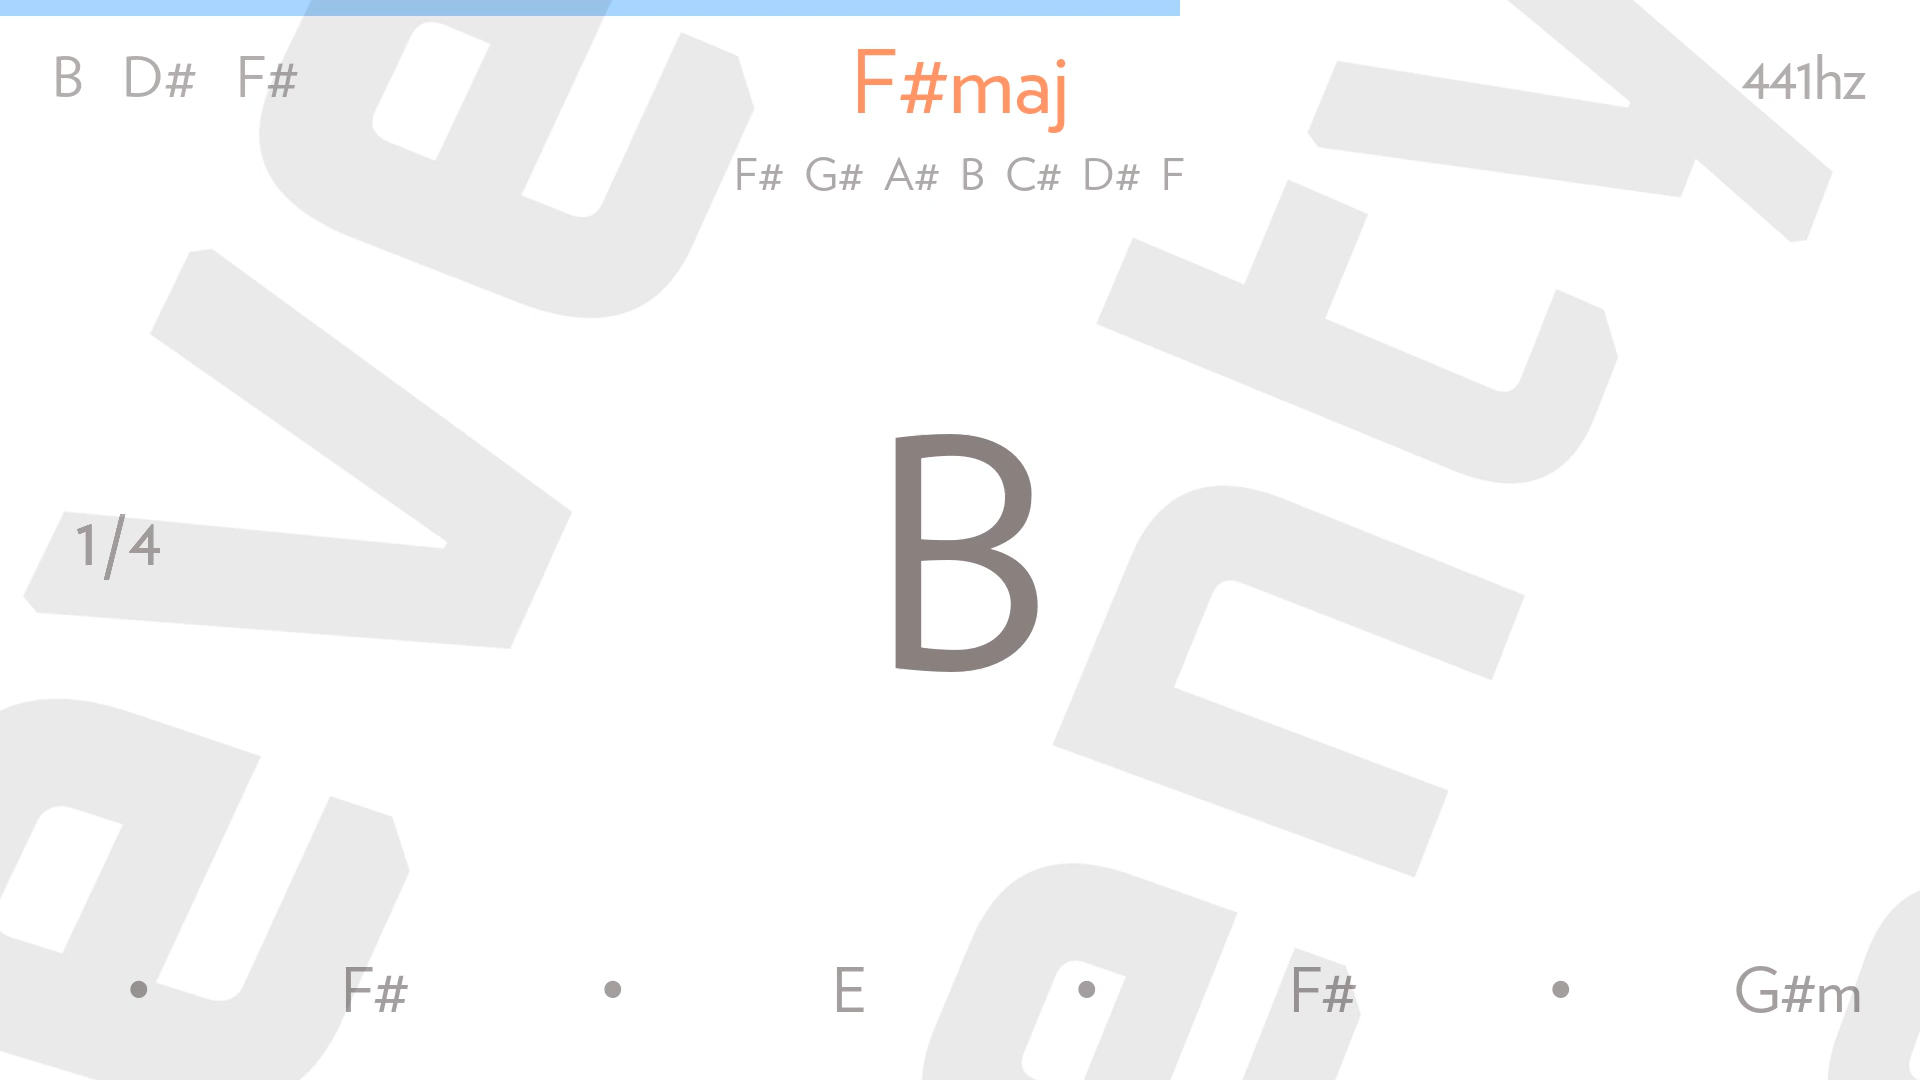 B D# F#
F#maj
441hz
F# G# A# B C# D# F
B
1/4
• F# • E • F# • G#m